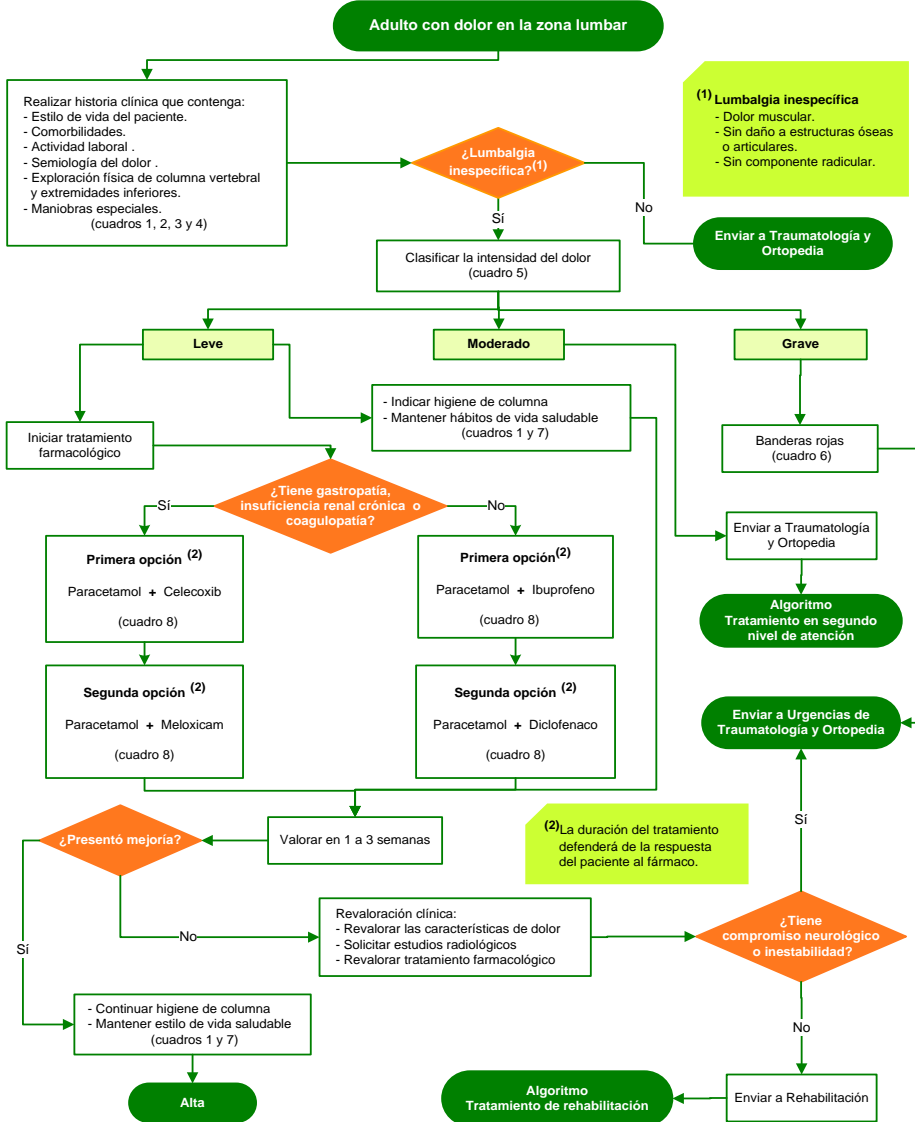 Adulto con dolor en la zona lumbar
Realizar historia clínica que contenga:
- Estilo de vida del paciente.
- Comorbilidades.
- Actividad laboral .
- Semiología del dolor .
- Exploración física de columna vertebral
y extremidades inferiores.
- Maniobras especiales.
(cuadros 1, 2, 3 y 4)
¿Lumbalgia
inespecífica?(1)
(1) Lumbalgia inespecífica
- Dolor muscular.
- Sin daño a estructuras óseas
o articulares.
- Sin componente radicular.
Sí
No
Enviar a Traumatología y
Ortopedia
Clasificar la intensidad del dolor
(cuadro 5)
Leve
Moderado
Grave
Iniciar tratamiento
farmacológico
- Indicar higiene de columna
- Mantener hábitos de vida saludable
(cuadros 1 y 7)
Banderas rojas
(cuadro 6)
¿Tiene gastropatía,
insuficiencia renal crónica o
coagulopatía?
Sí
No
Primera opción (2)
Paracetamol + Celecoxib
(cuadro 8)
Primera opción(2)
Paracetamol + Ibuprofeno
(cuadro 8)
Enviar a Traumatología
y Ortopedia
Algoritmo
Tratamiento en segundo
nivel de atención
Segunda opción (2)
Paracetamol + Meloxicam
(cuadro 8)
Segunda opción (2)
Paracetamol + Diclofenaco
(cuadro 8)
Enviar a Urgencias de
Traumatología y Ortopedia
¿Presentó mejoría?
Valorar en 1 a 3 semanas
(2)La duración del tratamiento
defenderá de la respuesta
del paciente al fármaco.
Sí
No
Revaloración clínica:
- Revalorar las características de dolor
- Solicitar estudios radiológicos
- Revalorar tratamiento farmacológico
¿Tiene
compromiso neurológico
o inestabilidad?
Sí
No
- Continuar higiene de columna
- Mantener estilo de vida saludable
(cuadros 1 y 7)
Alta
Algoritmo
Tratamiento de rehabilitación
Enviar a Rehabilitación